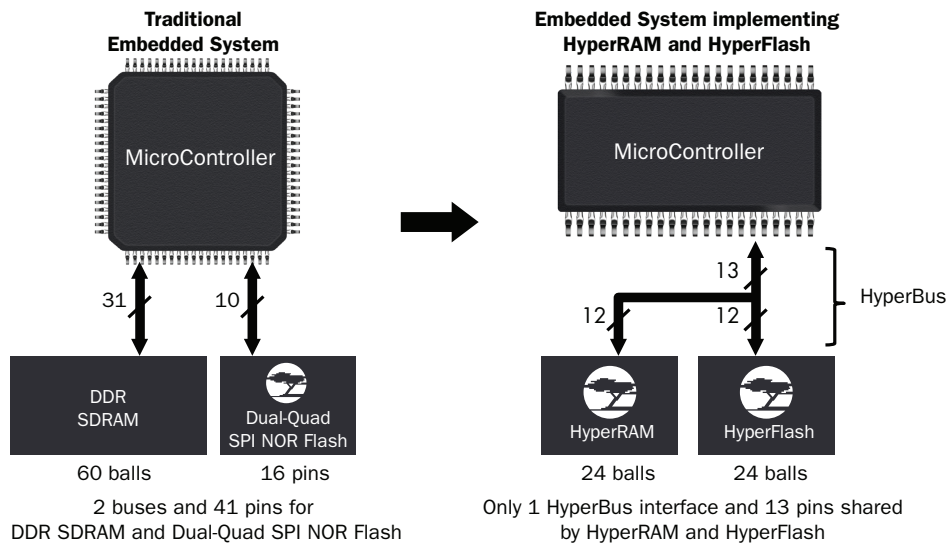 Traditional
Embedded System
MicroController
31
10
DDR
SDRAM
Dual-Quad
SPI NOR Flash
60 balls
16 pins
2 buses and 41 pins for
DDR SDRAM and Dual-Quad SPI NOR Flash
Embedded System implementing
HyperRAM and HyperFlash
MicroController
13
HyperBus
12
12
HyperRAM
HyperFlash
24 balls
24 balls
Only 1 HyperBus interface and 13 pins shared
by HyperRAM and HyperFlash